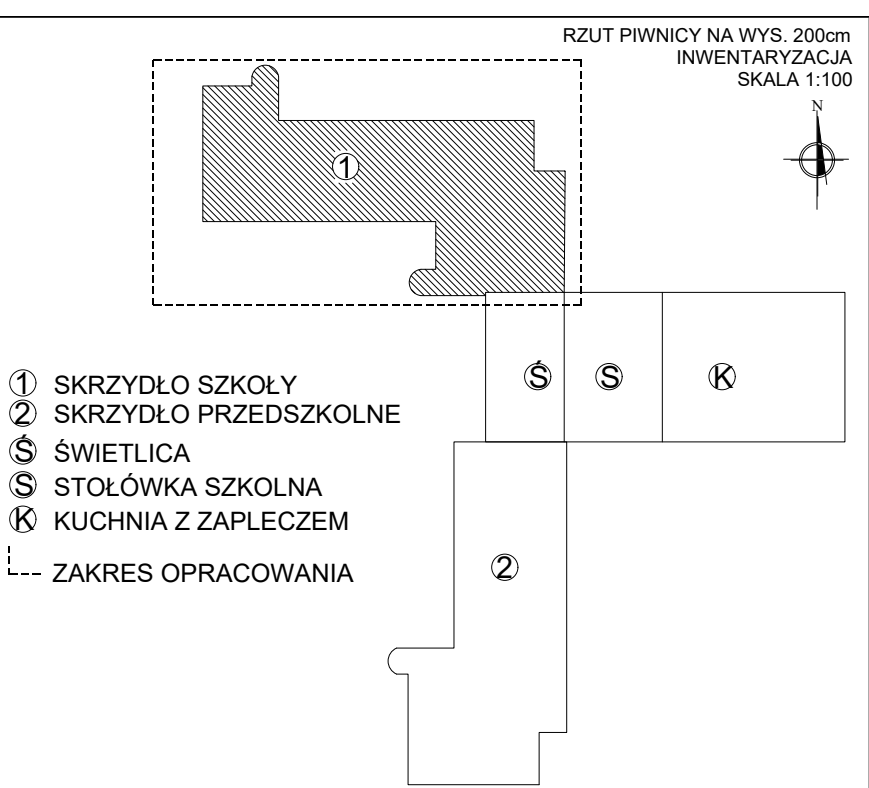 RZUT PIWNICY NA WYS. 200cm
INWENTARYZACJA
SKALA 1:100
N
1
Ś
S
K
1 SKRZYDŁO SZKOŁY
2 SKRZYDŁO PRZEDSZKOLNE
Ś ŚWIETLICA
S STOŁÓWKA SZKOLNA
K KUCHNIA Z ZAPLECZEM
ZAKRES OPRACOWANIA
2